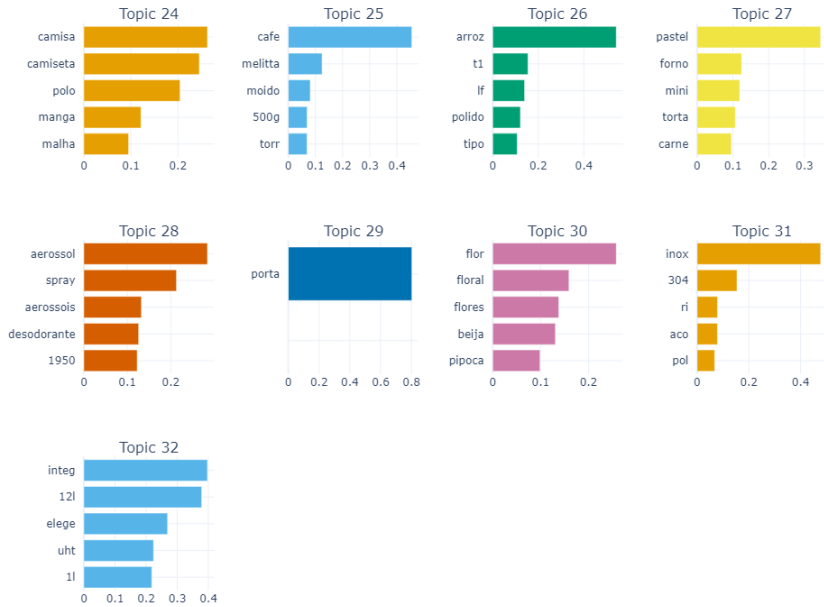 Topic 24
camisa
camiseta
polo
manga
malha
0 0.1 0.2
Topic 25
cafe
melitta
moido
500g
torr
0 0.1 0.2 0.3 0.4
Topic 26
arroz
t1
lf
polido
tipo
0 0.2 0.4
Topic 27
pastel
forno
mini
torta
carne
0 0.1 0.2 0.3
Topic 28
aerossol
spray
aerossois
desodorante
1950
0 0.1 0.2
Topic 29
porta
0 0.2 0.4 0.6 0.8
Topic 30
flor
floral
flores
beija
pipoca
0 0.1 0.2
Topic 31
inox
304
ri
aco
pol
0 0.2 0.4
Topic 32
integ
12l
elege
uht
1l
0 0.1 0.2 0.3 0.4